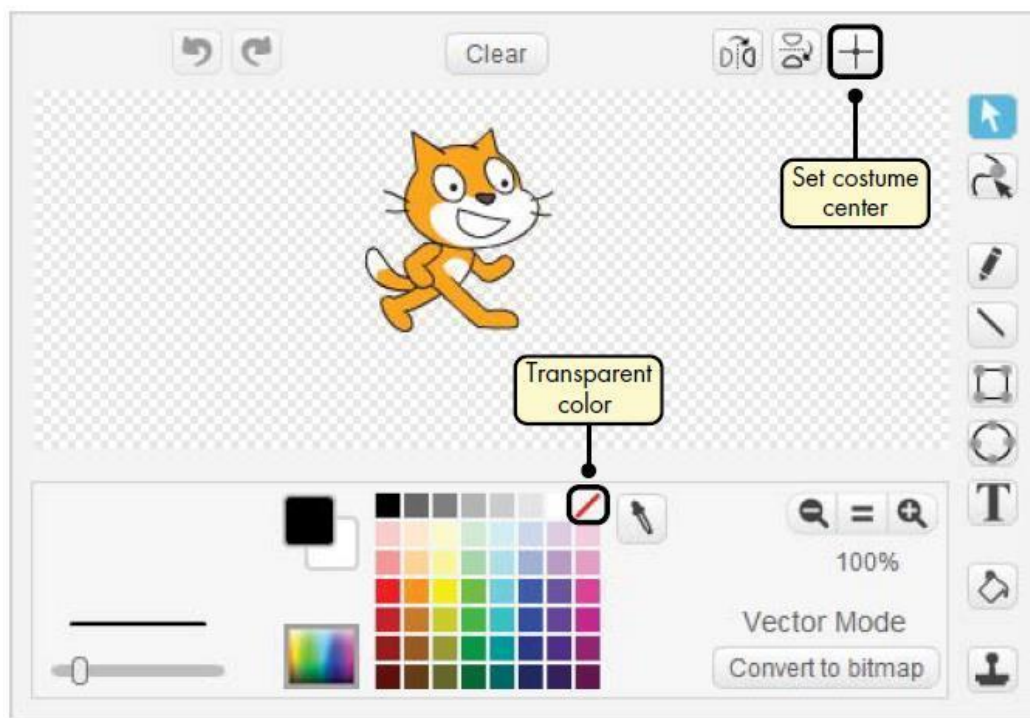 Clear
Set costume
center
Transparent
color
T
100%
Vector Mode
Convert to bitmap